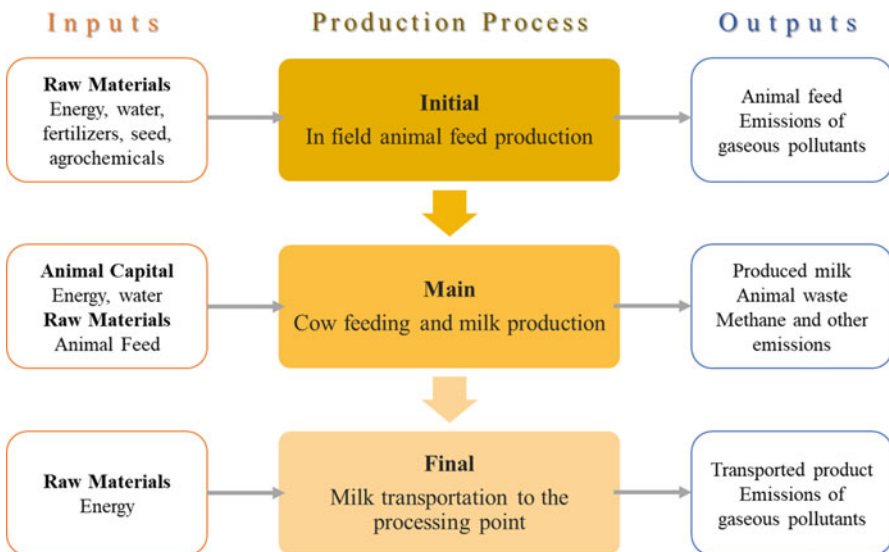 Inputs
Production Process
Outputs
Raw Materials
Energy, water,
fertilizers, seed,
agrochemicals
Initial
In field animal feed production
Animal feed
Emissions of
gaseous pollutants
Animal Capital
Energy, water
Raw Materials
Animal Feed
Main
Cow feeding and milk production
Produced milk
Animal waste
Methane and other
emissions
Raw Materials
Energy
Final
Milk transportation to the
processing point
Transported product
Emissions of
gaseous pollutants